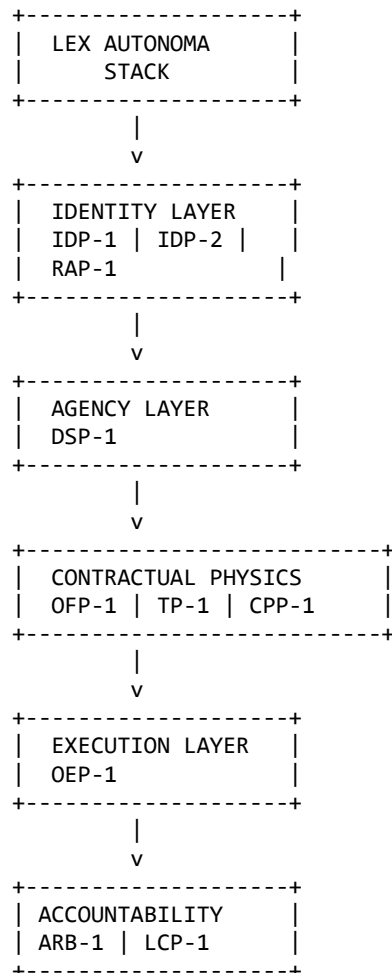 +---------------------+
|  LEX AUTONOMA       |
|      STACK          |
+---------------------+
          |
          v
+---------------------+
|  IDENTITY LAYER     |
|  IDP-1 | IDP-2 |    |
|  RAP-1             |
+---------------------+
          |
          v
+---------------------+
|  AGENCY LAYER       |
|  DSP-1              |
+---------------------+
          |
          v
+----------------------------+
|  CONTRACTUAL PHYSICS       |
|  OFP-1 | TP-1 | CPP-1      |
+----------------------------+
          |
          v
+---------------------+
|  EXECUTION LAYER    |
|  OEP-1              |
+---------------------+
          |
          v
+---------------------+
| ACCOUNTABILITY      |
| ARB-1 | LCP-1       |
+---------------------+